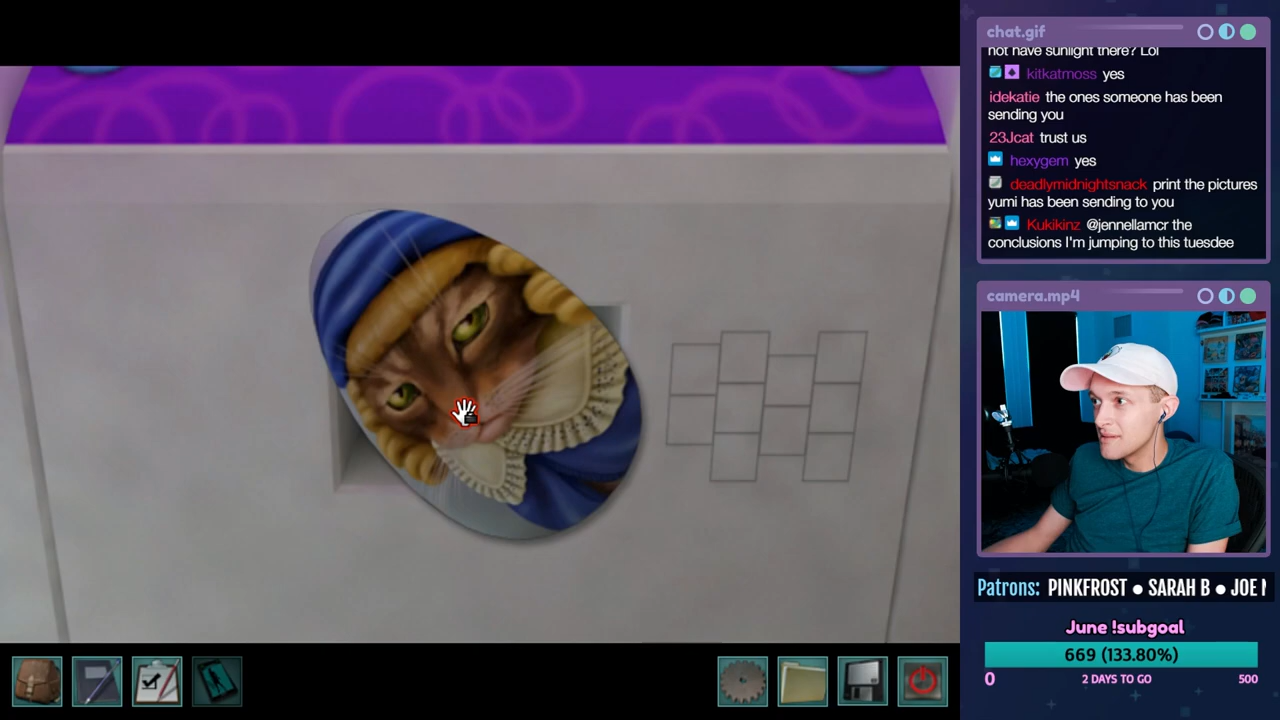 chat.gif
not have sunlight there? Lol
kitkatmoss yes
idekatie the ones someone has been
sending you
23Jcat trust us
hexygem yes
deadlymidnightsnack print the pictures
yumi has been sending to you
Kukikinz @jennellamcr the
conclusions I'm jumping to this tuesdee
camera.mp4
Patrons: PINKFROST ● SARAH B ● JOE
June !subgoal
669 (133.80%)
0 2 DAYS TO GO 500